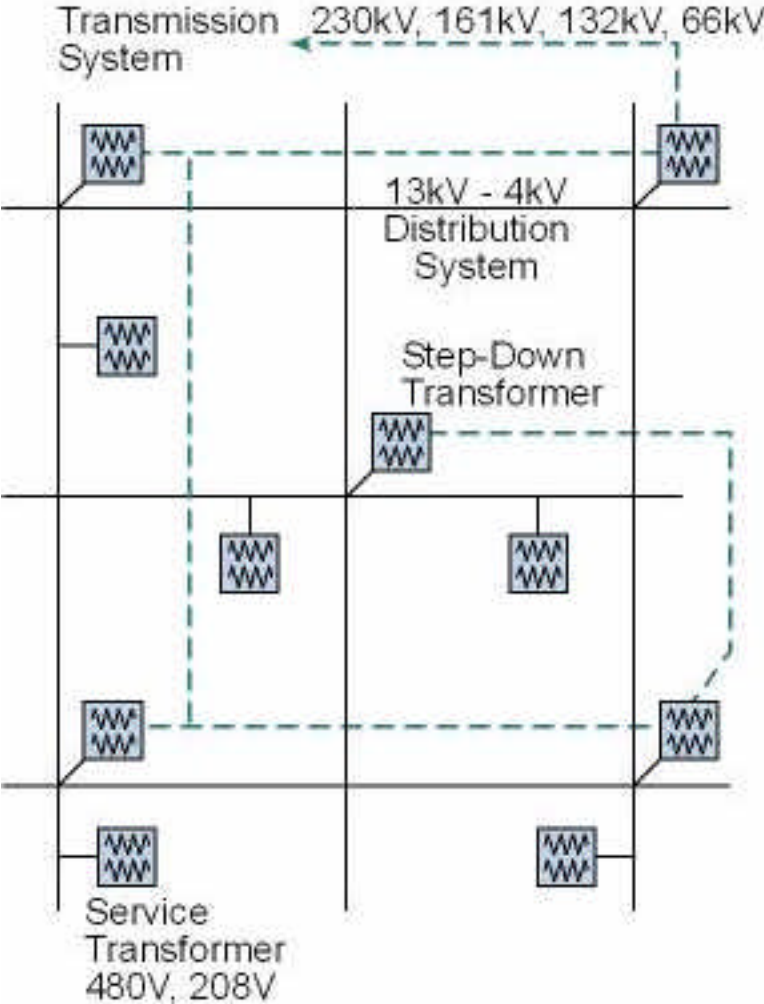 Transmission 230kV, 161kV, 132kV, 66kV
System
13kV - 4kV
Distribution
System
Step-Down
Transformer
Service
Transformer
480V, 208V